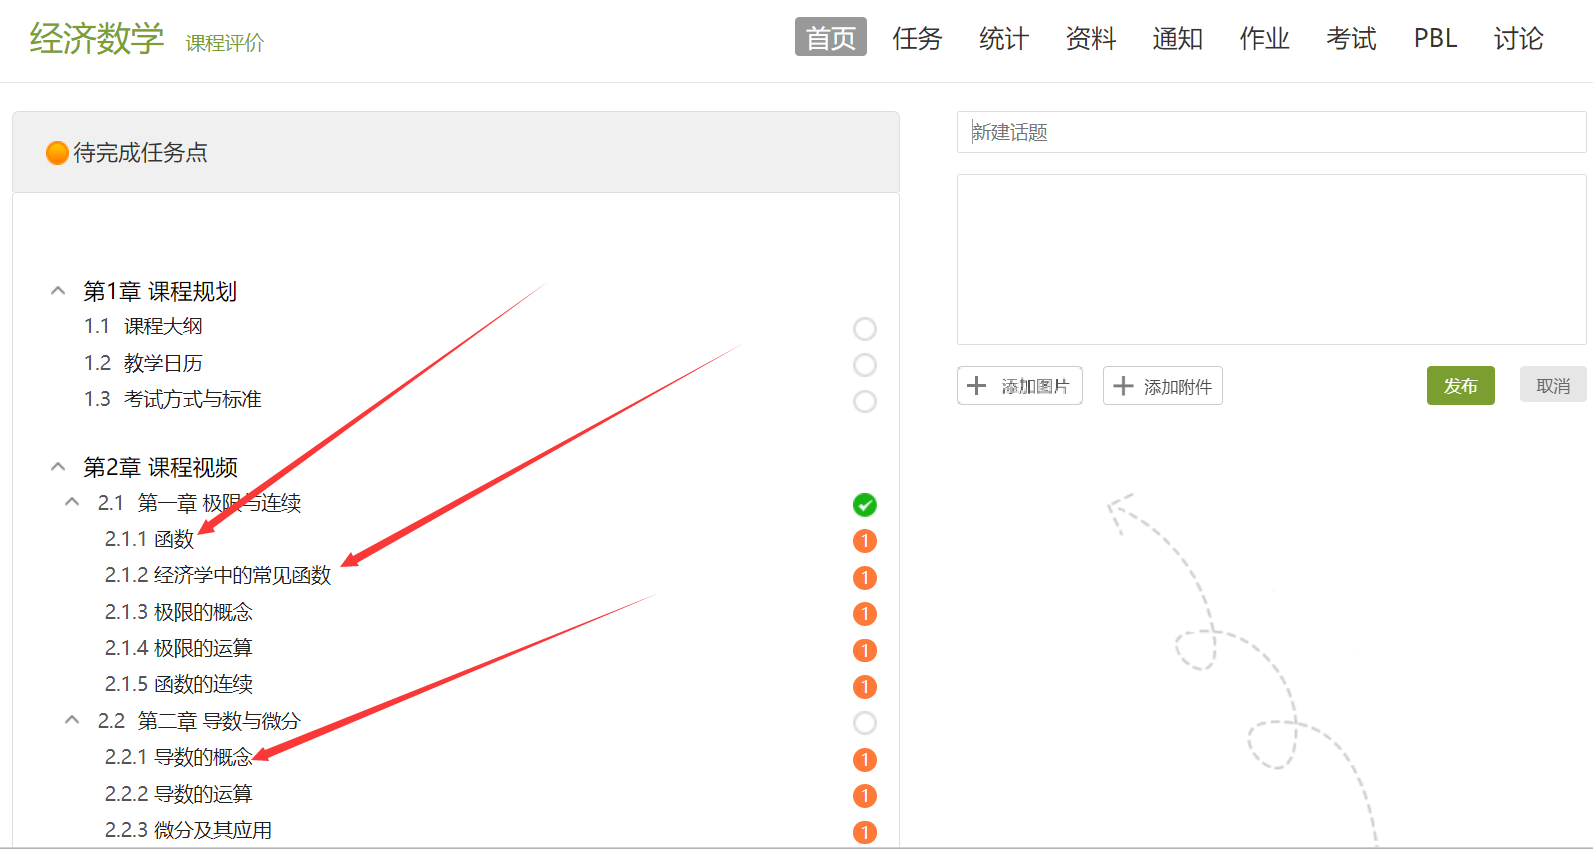 经济数学 课程评价
首页 任务 统计 资料 通知 作业 考试 PBL 讨论
待完成任务点
第1章 课程规划
1.1 课程大纲
1.2 教学日历
1.3 考试方式与标准
第2章 课程视频
2.1 第一章 极限与连续
2.1.1 函数 1
2.1.2 经济学中的常见函数 1
2.1.3 极限的概念 1
2.1.4 极限的运算 1
2.1.5 函数的连续 1
2.2 第二章 导数与微分
2.2.1 导数的概念 1
2.2.2 导数的运算 1
2.2.3 微分及其应用 1
新建话题
添加图片 添加附件 发布 取消